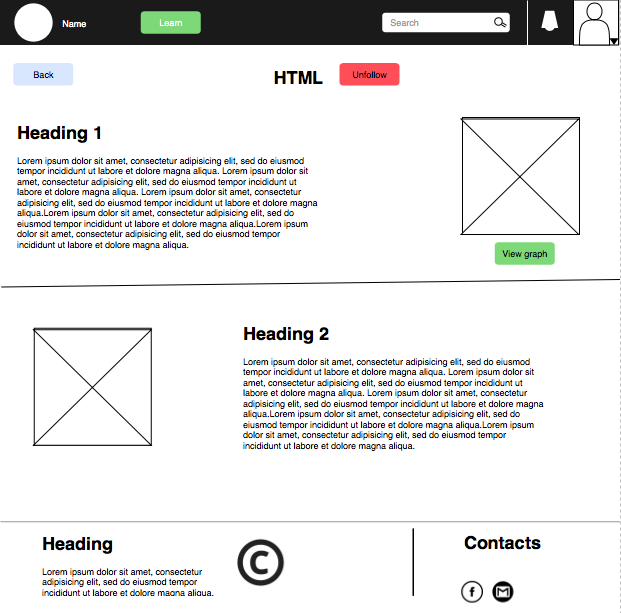 Name
Learn
Search
Back
HTML
Unfollow
Heading 1
Lorem ipsum dolor sit amet, consectetur adipisicing elit, sed do eiusmod
tempor incididunt ut labore et dolore magna aliqua. Lorem ipsum dolor sit
amet, consectetur adipisicing elit, sed do eiusmod tempor incididunt ut
labore et dolore magna aliqua. Lorem ipsum dolor sit amet, consectetur
adipisicing elit, sed do eiusmod tempor incididunt ut labore et dolore magna
aliqua.Lorem ipsum dolor sit amet, consectetur adipisicing elit, sed do
eiusmod tempor incididunt ut labore et dolore magna aliqua.Lorem ipsum
dolor sit amet, consectetur adipisicing elit, sed do eiusmod tempor
incididunt ut labore et dolore magna aliqua.
View graph
Heading 2
Lorem ipsum dolor sit amet, consectetur adipisicing elit, sed do eiusmod
tempor incididunt ut labore et dolore magna aliqua. Lorem ipsum dolor sit
amet, consectetur adipisicing elit, sed do eiusmod tempor incididunt ut
labore et dolore magna aliqua. Lorem ipsum dolor sit amet, consectetur
adipisicing elit, sed do eiusmod tempor incididunt ut labore et dolore magna
aliqua.Lorem ipsum dolor sit amet, consectetur adipisicing elit, sed do
eiusmod tempor incididunt ut labore et dolore magna aliqua.Lorem ipsum
dolor sit amet, consectetur adipisicing elit, sed do eiusmod tempor
incididunt ut labore et dolore magna aliqua.
Heading
Lorem ipsum dolor sit amet, consectetur
adipisicing elit, sed do eiusmod tempor
incididunt ut labore et dolore magna aliqua.
©
Contacts